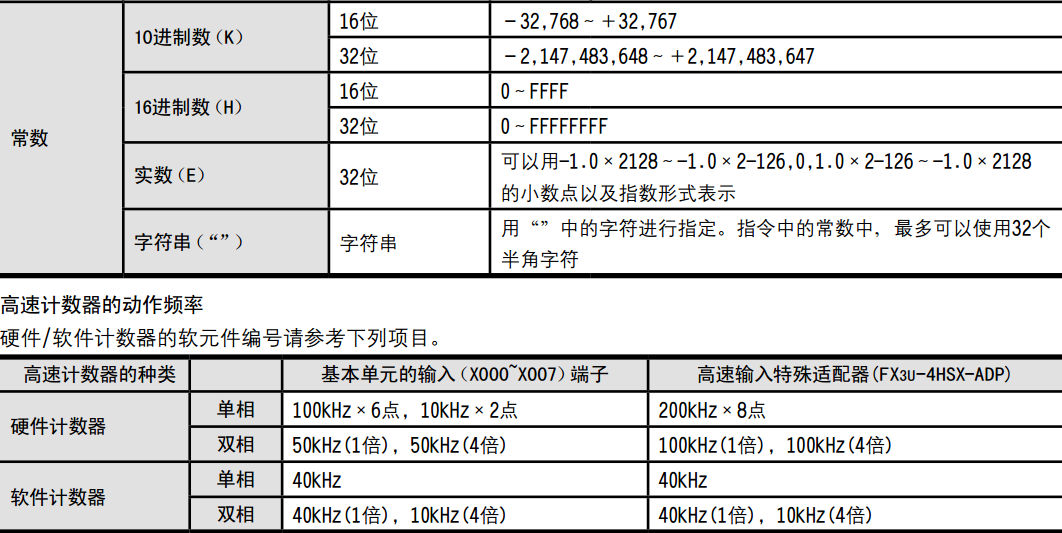 常数
10进制数(K)
16位
-32,768~+32,767
32位
-2,147,483,648~+2,147,483,647
16进制数(H)
16位
0~FFFF
32位
0~FFFFFFFF
实数(E)
32位
可以用-1.0×2128~-1.0×2-126,0,1.0×2-126~-1.0×2128
的小数点以及指数形式表示
字符串(“”)
字符串
用“”中的字符进行指定。指令中的常数中, 最多可以使用32个
半角字符
高速计数器的动作频率
硬件/软件计数器的软元件编号请参考下列项目。
高速计数器的种类
基本单元的输入(X000~X007)端子
高速输入特殊适配器(FX3U-4HSX-ADP)
硬件计数器
单相
100kHz×6点, 10kHz×2点
200kHz×8点
双相
50kHz(1倍), 50kHz(4倍)
100kHz(1倍), 100kHz(4倍)
软件计数器
单相
40kHz
40kHz
双相
40kHz(1倍), 10kHz(4倍)
40kHz(1倍), 10kHz(4倍)